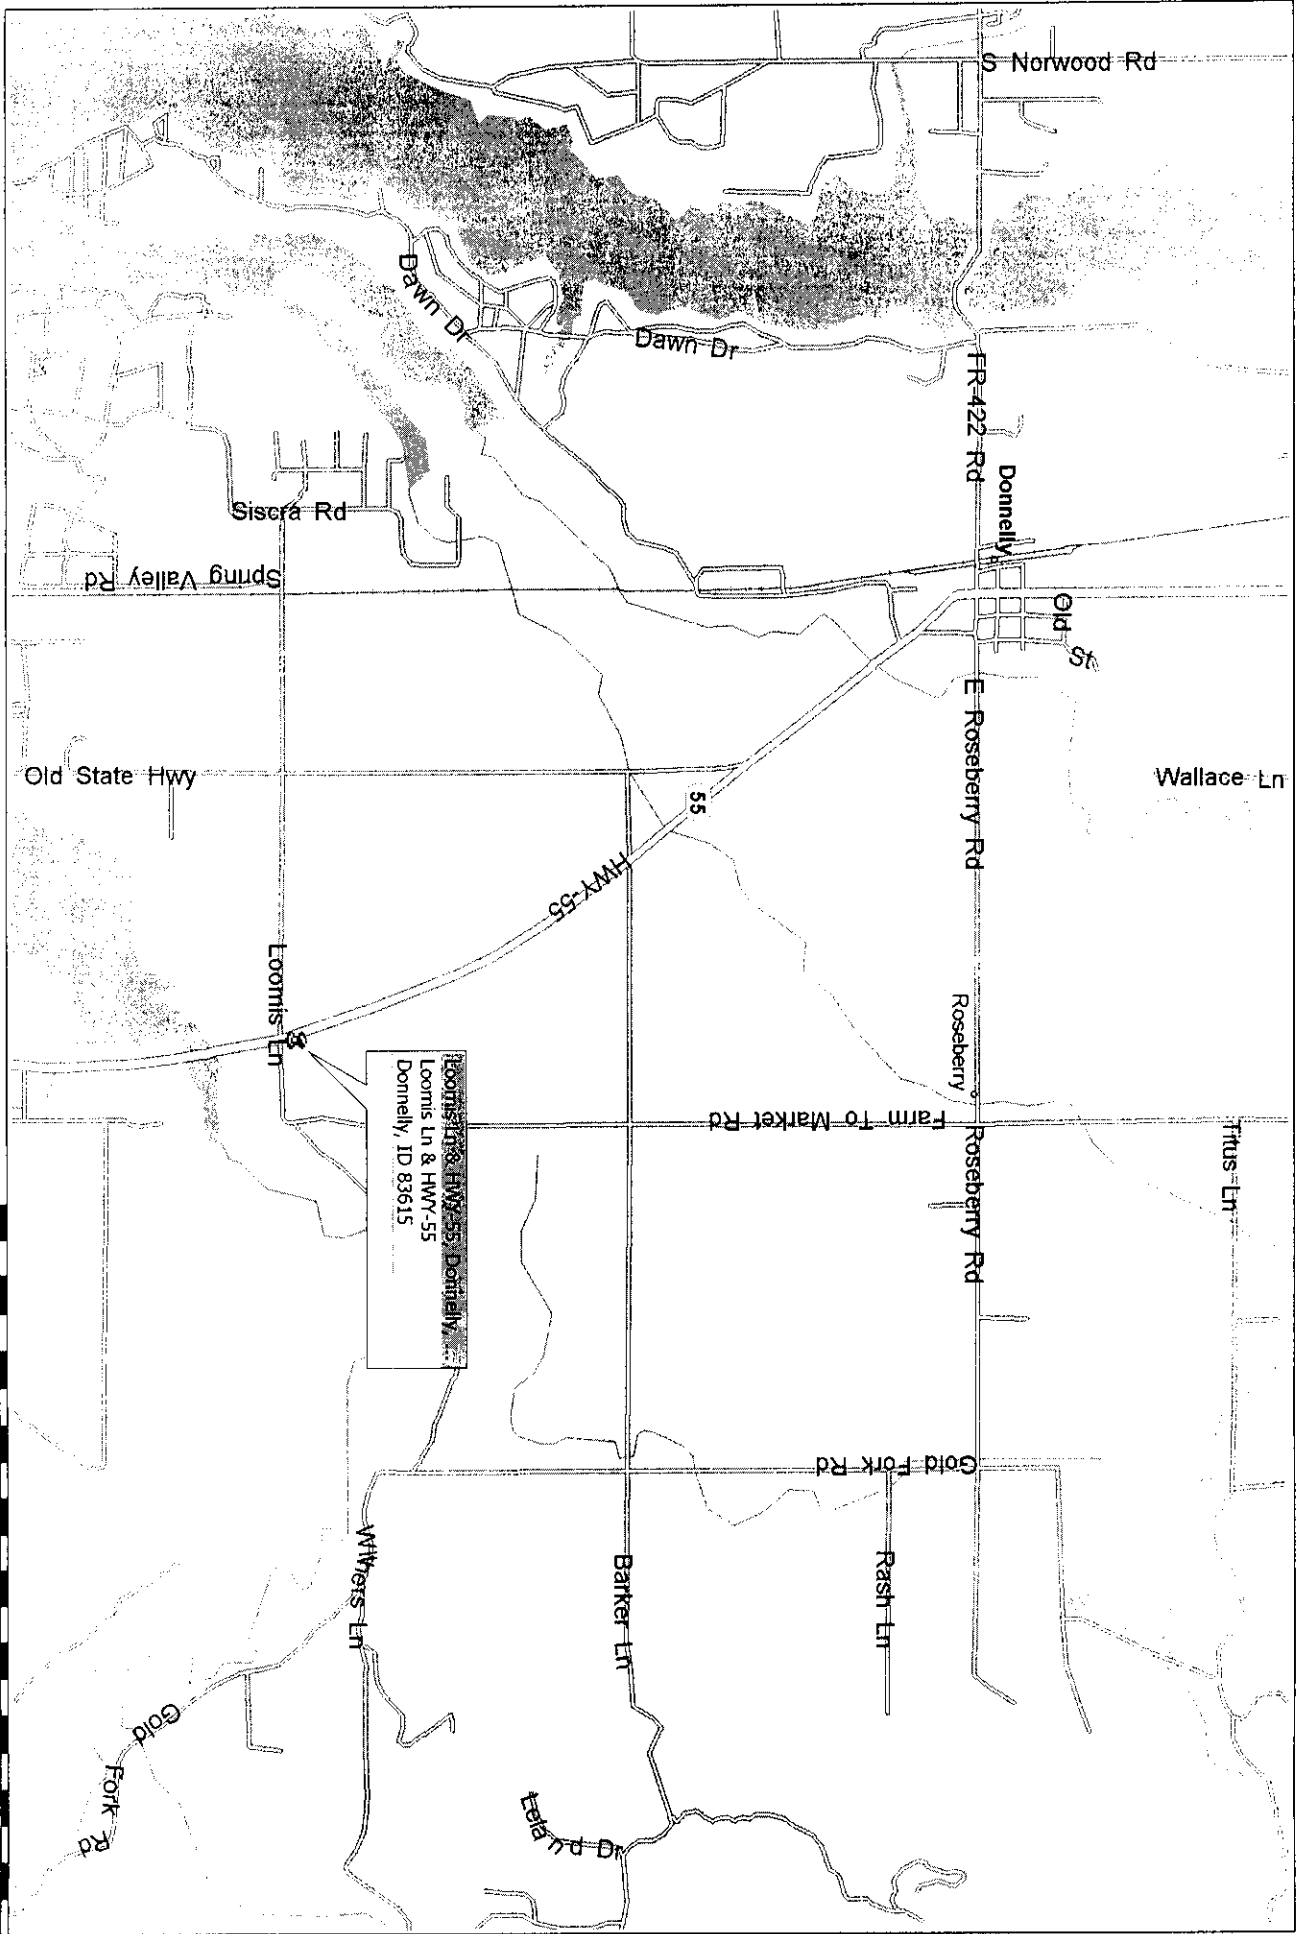 S Norwood Rd
Dawn Dr
Dawn Dr
FR-422 Rd
Donnelly
Siscra Rd
Spring Valley Rd
Old
St
E Roseberry Rd
Old State Hwy
Wallace Ln
55
HWY-55
Loomis Ln
Roseberry
Loomis Ln & HWY-55, Donnelly, ...
Loomis Ln & HWY-55
Donnelly, ID 83615
Farm To Market Rd
Roseberry Rd
Titus Ln
Gold Fork Rd
Barker Ln
Rash Ln
Gold Fork Rd
Leland Dr